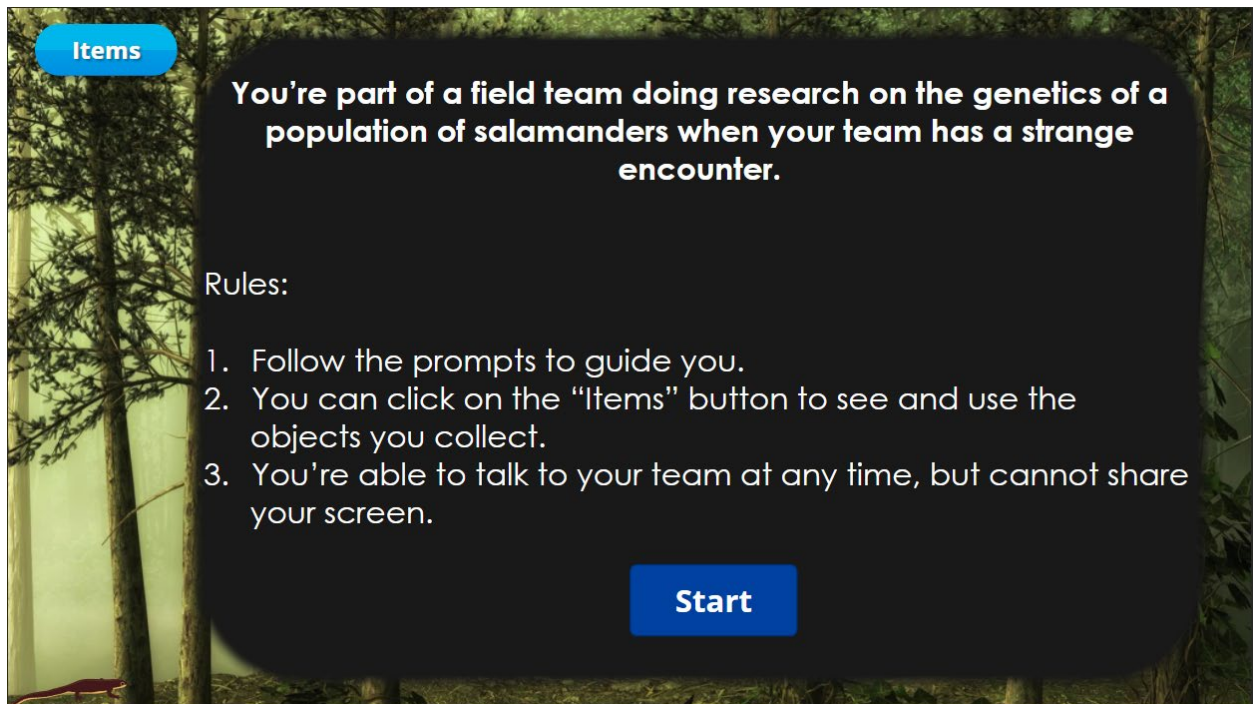 Items
You’re part of a field team doing research on the genetics of a
population of salamanders when your team has a strange
encounter.
Rules:
1. Follow the prompts to guide you.
2. You can click on the “Items” button to see and use the
objects you collect.
3. You’re able to talk to your team at any time, but cannot share
your screen.
Start